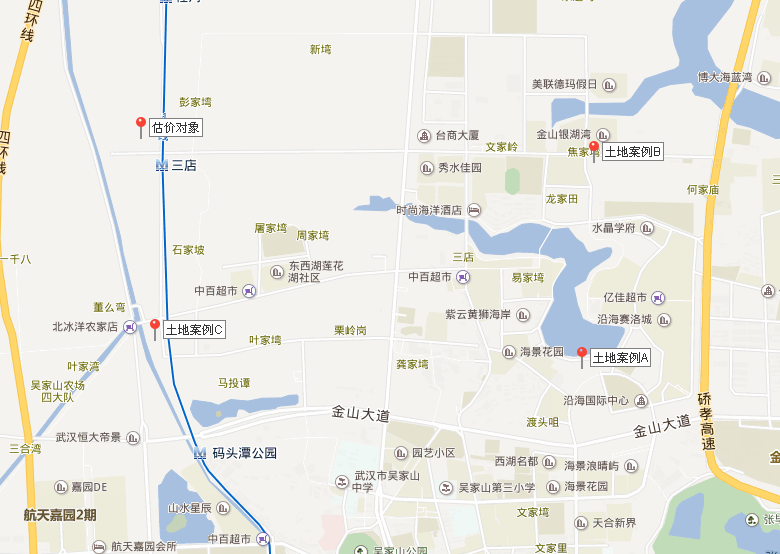 四环线
新塆
美联德玛假日
博大海蓝湾
彭家塆
估价对象
台商大厦
金山银湖湾
文家岭
土地案例B
四环线
三店
秀水佳园
何家庙
龙家田
时尚海洋酒店
屠家塆
周家塆
水晶学府
石家坡
三店
一千八
东西湖莲花
湖社区
中百超市
易家塆
中百超市
亿佳超市
董么弯
紫云黄狮海岸
沿海赛洛城
北冰洋农家店
土地案例C
栗岭岗
叶家塆
海景花园
土地案例A
叶家湾
龚家塆
吴家山农场
四大队
马投谭
沿海国际中心
硚孝高速
金山大道
渡头咀
金山大道
武汉恒大帝景
三合湾
码头潭公园
园艺小区
西湖名都
海景浪晴屿
武汉市吴家山
中学
嘉园DE
吴家山第三小学
海景花园
山水星辰
航天嘉园2期
文家塆
天合新界
中百超市
航天嘉园会所
吴家山公园
文家里